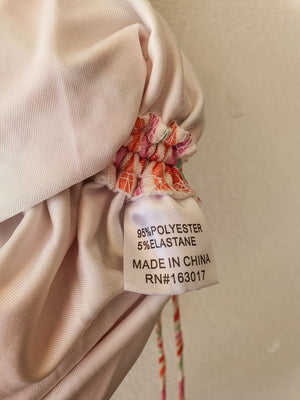 95%POLYESTER
5%ELASTANE
MADE IN CHINA
RN#163017